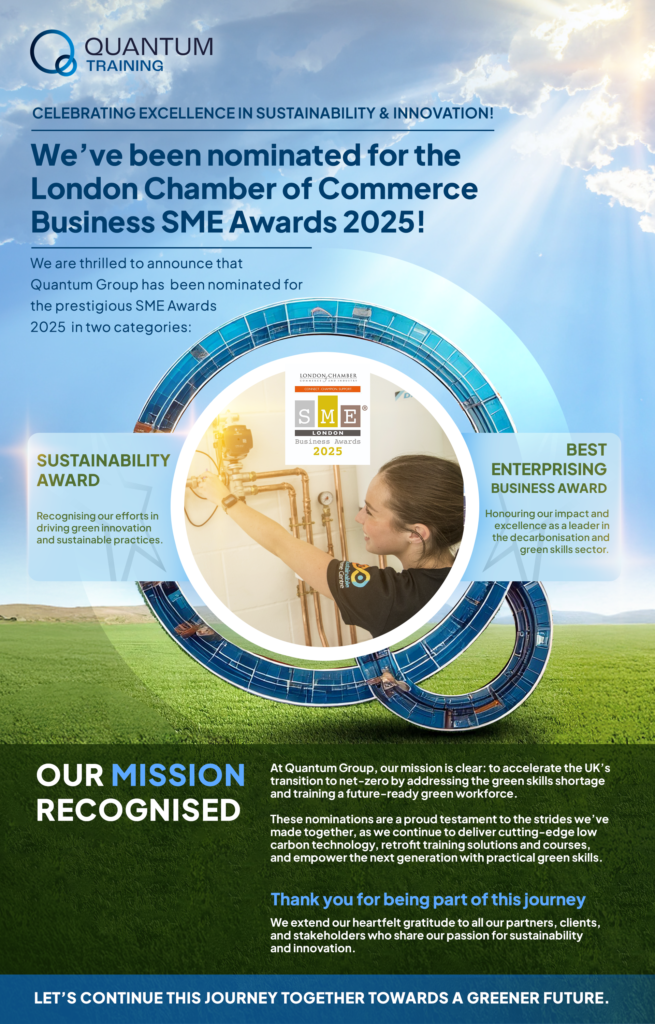 QUANTUM
TRAINING
CELEBRATING EXCELLENCE IN SUSTAINABILITY & INNOVATION!
We've been nominated for the
London Chamber of Commerce
Business SME Awards 2025!
We are thrilled to announce that
Quantum Group has been nominated for
the prestigious SME Awards
2025 in two categories:
LONDON CHAMBER
SME®
LONDON
Business Awards
2025
SUSTAINABILITY
AWARD
Recognising our efforts in
driving green innovation
and sustainable practices.
BEST
ENTERPRISING
BUSINESS AWARD
Honouring our impact and
excellence as a leader in
the decarbonisation and
green skills sector.
OUR MISSION
RECOGNISED
At Quantum Group, our mission is clear: to accelerate the UK's
transition to net-zero by addressing the green skills shortage
and training a future-ready green workforce.
These nominations are a proud testament to the strides we've
made together, as we continue to deliver cutting-edge low
carbon technology, retrofit training solutions and courses,
and empower the next generation with practical green skills.
Thank you for being part of this journey
We extend our heartfelt gratitude to all our partners, clients,
and stakeholders who share our passion for sustainability
and innovation.
LET'S CONTINUE THIS JOURNEY TOGETHER TOWARDS A GREENER FUTURE.